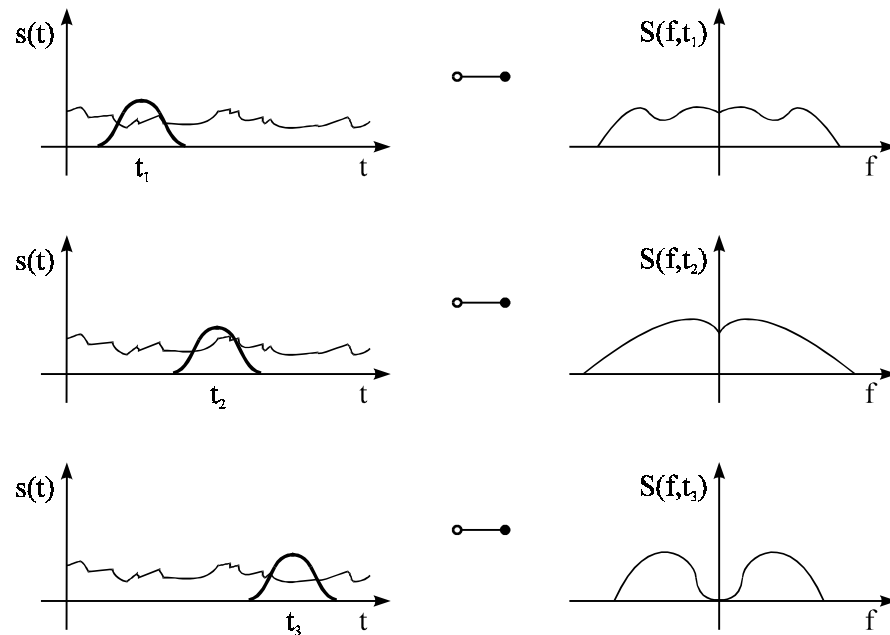 s(t)
S(f,t₁)
t₁
t
f
s(t)
S(f,t₂)
t₂
t
f
s(t)
S(f,t₃)
t₃
t
f